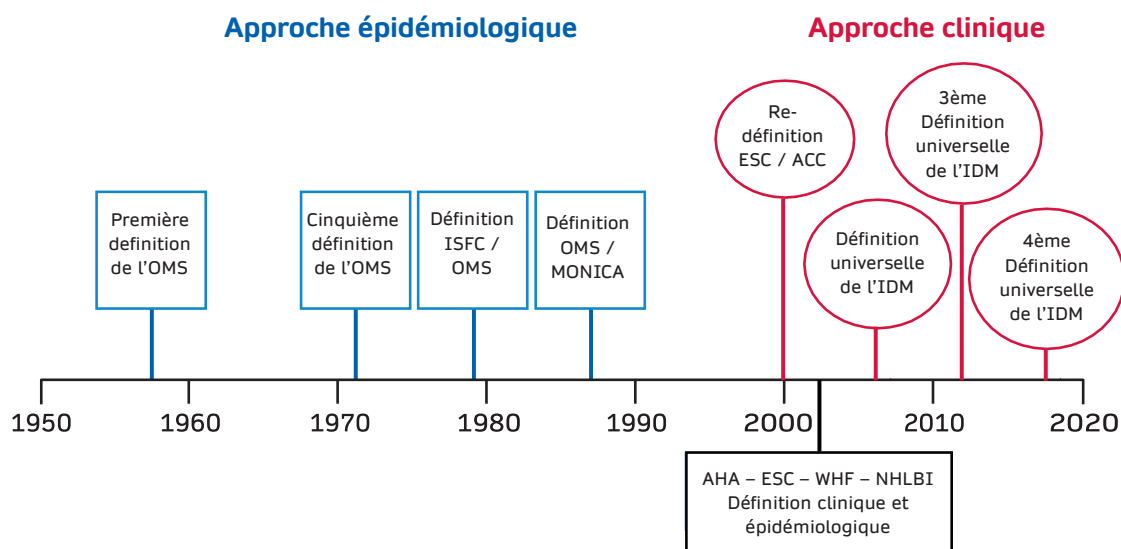 Approche épidémiologique
Approche clinique
Première
definition
de l'OMS
Cinquième
définition
de l'OMS
Définition
ISFC /
OMS
Définition
OMS /
MONICA
Re-
définition
ESC / ACC
Définition
universelle
de l'IDM
3ème
Définition
universelle
de l'IDM
4ème
Définition
universelle
de l'IDM
1950
1960
1970
1980
1990
2000
2010
2020
AHA – ESC – WHF – NHLBI
Définition clinique et
épidémiologique